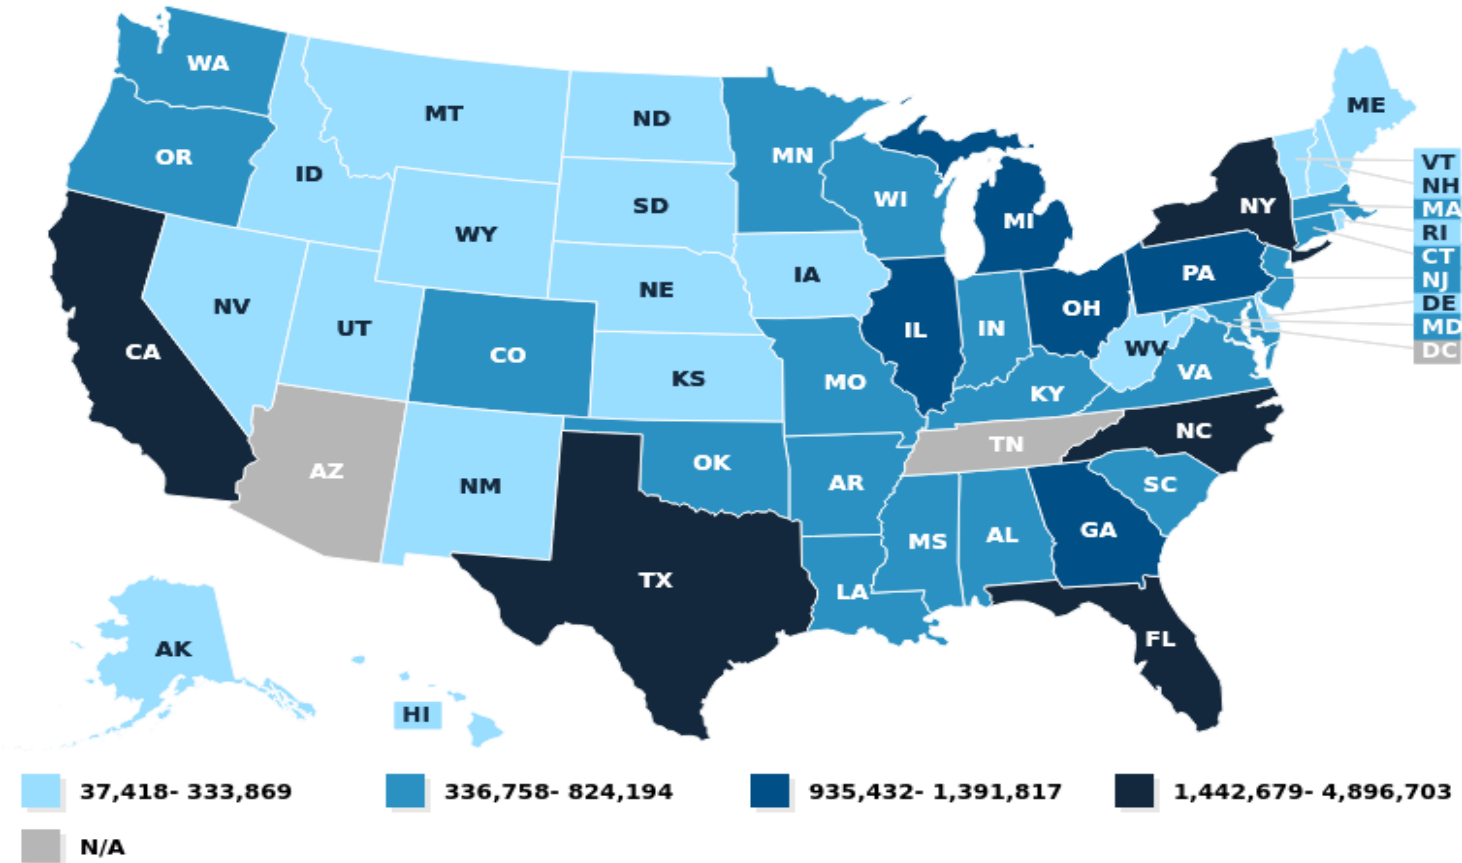 WA
MT
ND
MN
ME
OR
ID
SD
WI
VT
NH
MI
NY
MA
RI
WY
CT
NV
UT
NE
IA
PA
NJ
DE
OH
MD
DC
CA
CO
IL
IN
WV
VA
KS
MO
KY
AZ
NM
OK
TN
NC
AR
SC
MS
AL
GA
TX
LA
FL
AK
HI
37,418- 333,869
336,758- 824,194
935,432- 1,391,817
1,442,679- 4,896,703
N/A